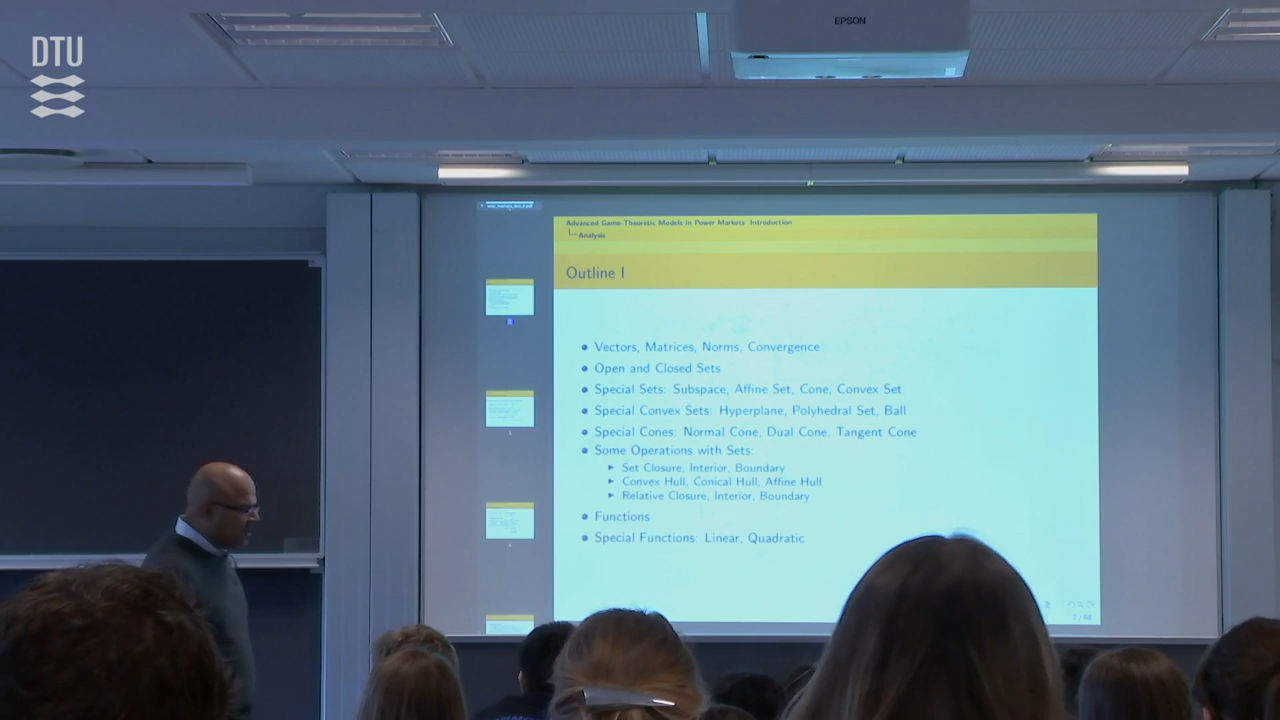 DTU
EPSON
Advanced Game-Theoretic Models in Power Markets Introduction
Analysis
Outline I
Vectors, Matrices, Norms, Convergence
Open and Closed Sets
Special Sets: Subspace, Affine Set, Cone, Convex Set
Special Convex Sets: Hyperplane, Polyhedral Set, Ball
Special Cones: Normal Cone, Dual Cone, Tangent Cone
Some Operations with Sets:
Set Closure, Interior, Boundary
Convex Hull, Conical Hull, Affine Hull
Relative Closure, Interior, Boundary
Functions
Special Functions: Linear, Quadratic